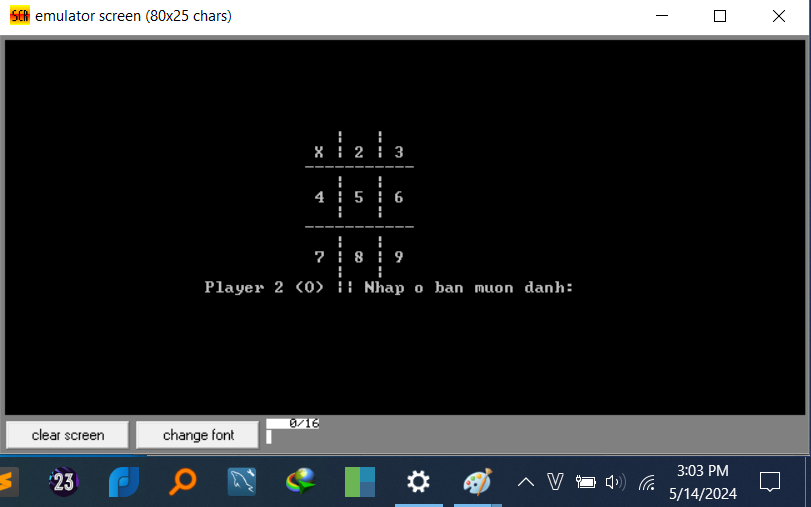 SCR emulator screen (80x25 chars)
X ¦ 2 ¦ 3
-----------
4 ¦ 5 ¦ 6
-----------
7 ¦ 8 ¦ 9
Player 2 (O) ¦¦ Nhap o ban muon danh:
clear screen change font 0/16
23
V
3:03 PM
5/14/2024